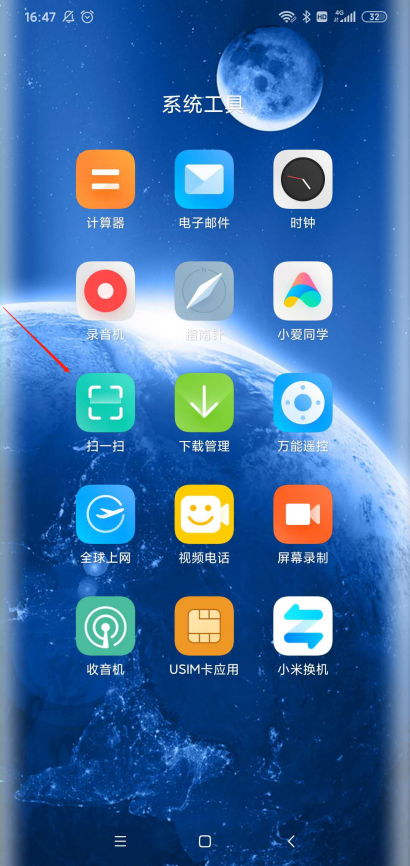 16:47
HD 4G 32
系统工具
计算器 电子邮件 时钟
录音机 指南针 小爱同学
扫一扫 下载管理 万能遥控
全球上网 视频电话 屏幕录制
收音机 USIM卡应用 小米换机